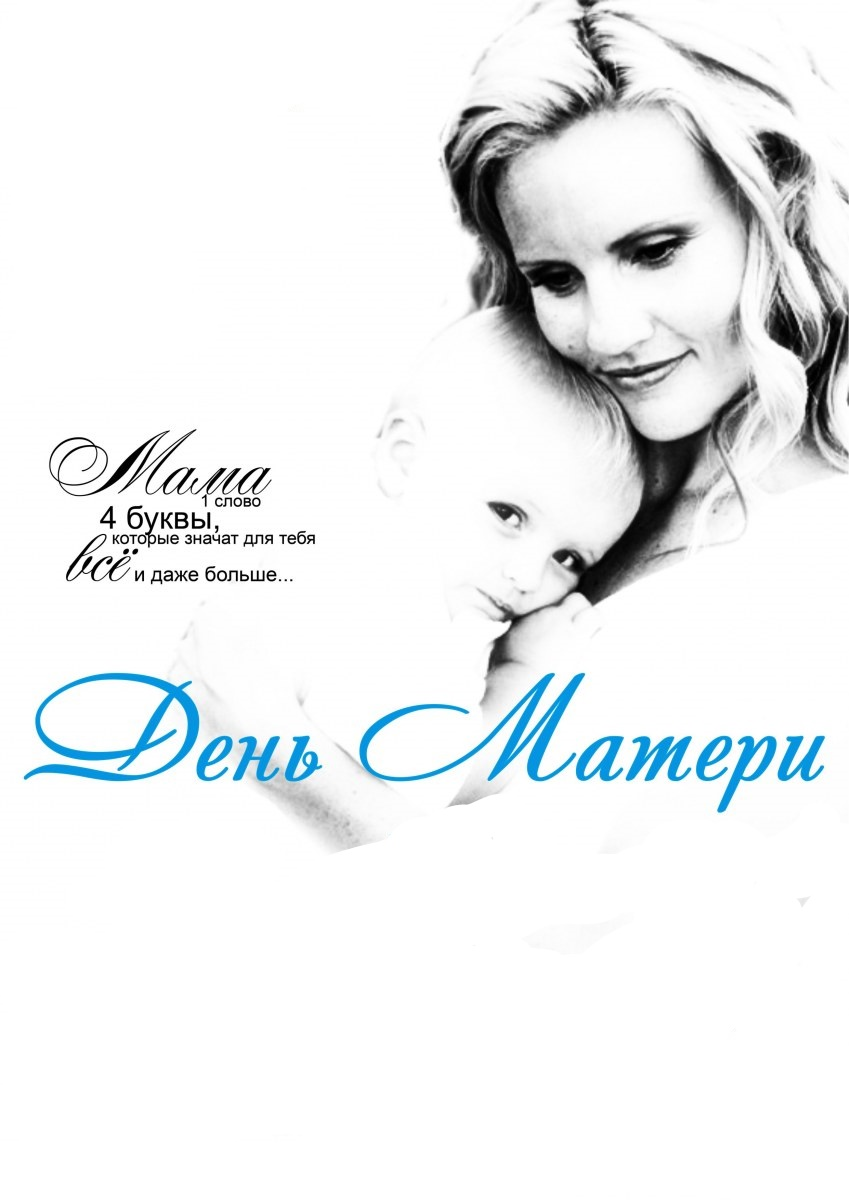 Мама
1 слово
4 буквы,
которые значат для тебя
всё и даже больше...
День Матери